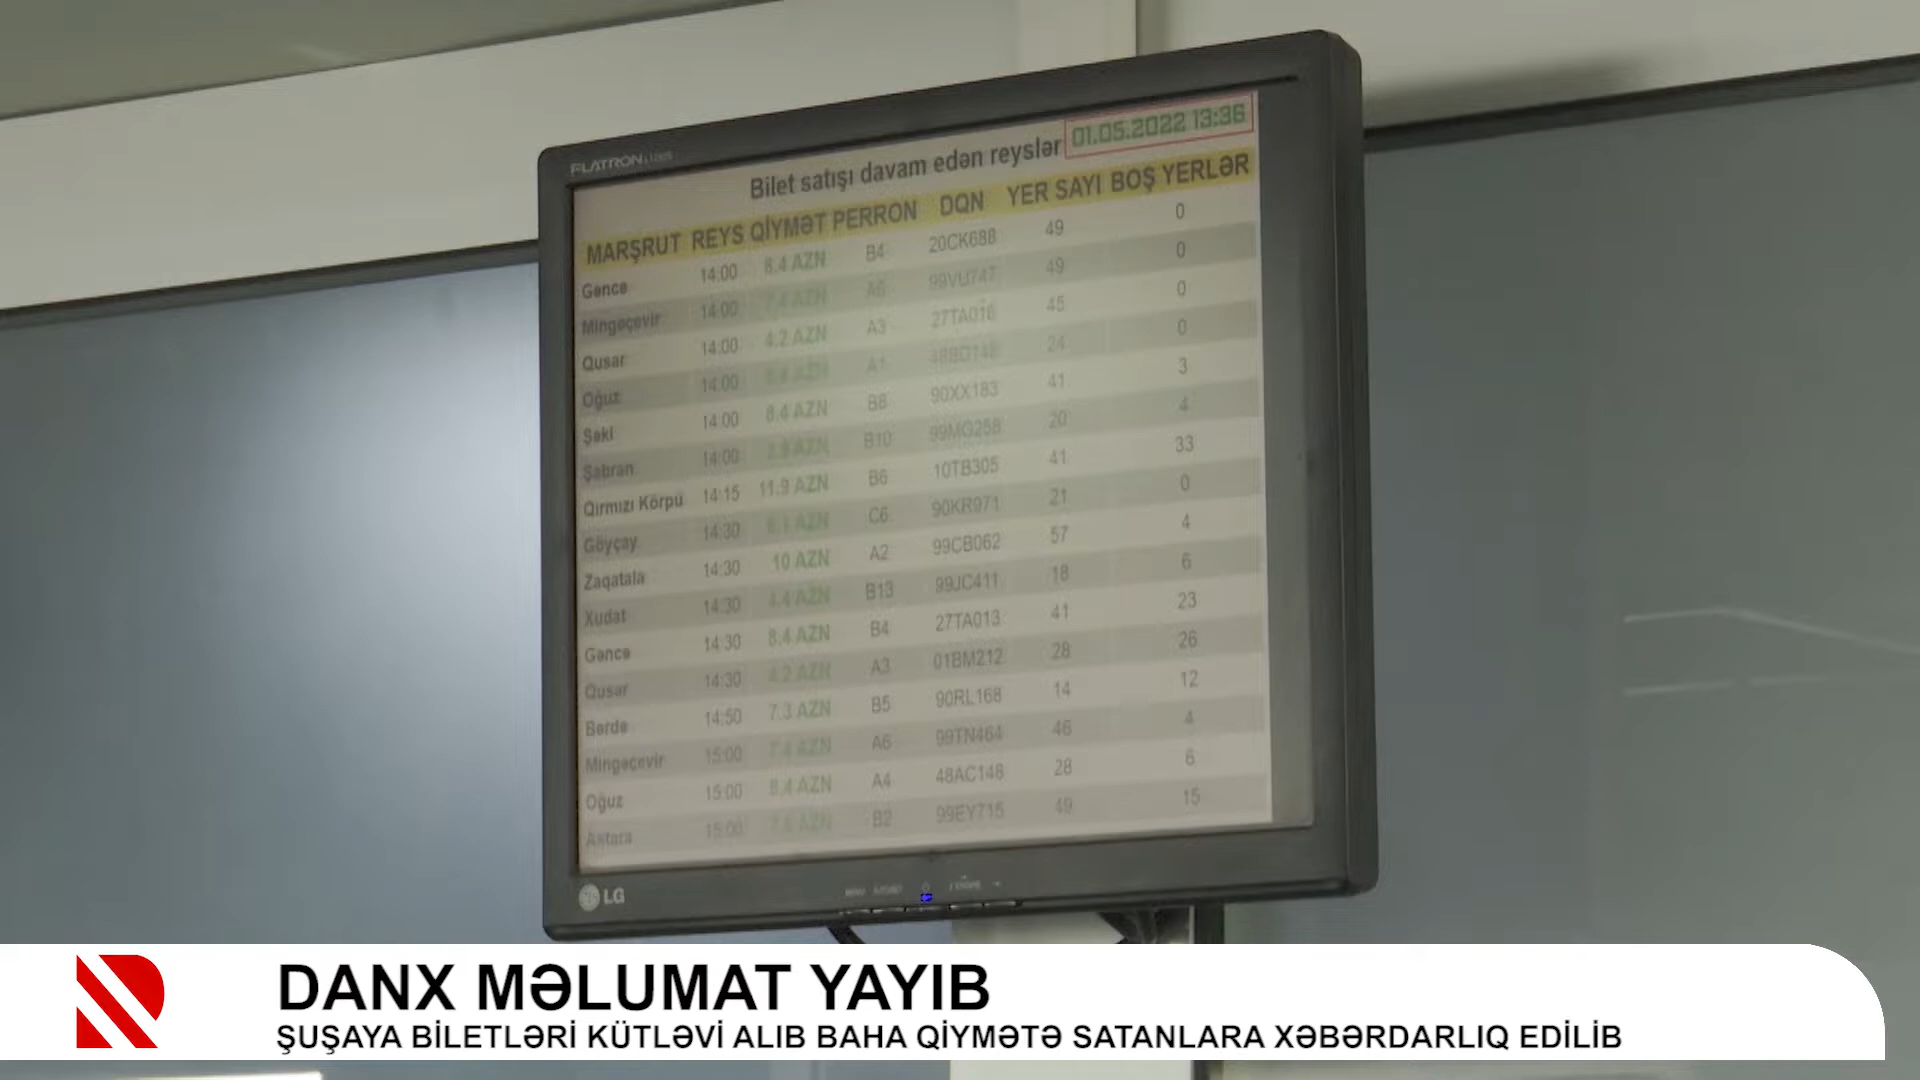 FLATRON
Bilet satışı davam edən reyslər 01.05.2022 13:36
MARŞRUT REYS QİYMƏT PERRON DQN YER SAYI BOŞ YERLƏR
Gəncə 14:00 8.4 AZN B4 20CK688 49 0
Mingəçevir 14:00 7.4 AZN A6 99VU747 49 0
Qusar 14:00 4.2 AZN A3 27TA016 45 0
Oğuz 14:00 AZN A1 24 0
Şəki 14:00 8.4 AZN B8 90XX183 41 3
Şabran 14:00 AZN B10 99MG258 20 4
Qırmızı Körpü 14:15 11.9 AZN B6 10TB305 41 33
Göyçay 14:30 AZN C6 90KR971 21 0
Zaqatala 14:30 10 AZN A2 99CB062 57 4
Xudat 14:30 4.4 AZN B13 99JC411 18 6
Gəncə 14:30 8.4 AZN B4 27TA013 41 23
Qusar 14:30 4.2 AZN A3 01BM212 28 26
Bərdə 14:50 7.3 AZN B5 90RL168 14 12
Mingəçevir 15:00 7.4 AZN A6 99TN464 46 4
Oğuz 15:00 AZN A4 48AC148 28 6
Astara 15:00 AZN B2 99EY715 49 15
LG
DANX MƏLUMAT YAYIB
ŞUŞAYA BİLETLƏRİ KÜTLƏVİ ALIB BAHA QİYMƏTƏ SATANLARA XƏBƏRDARLIQ EDİLİB